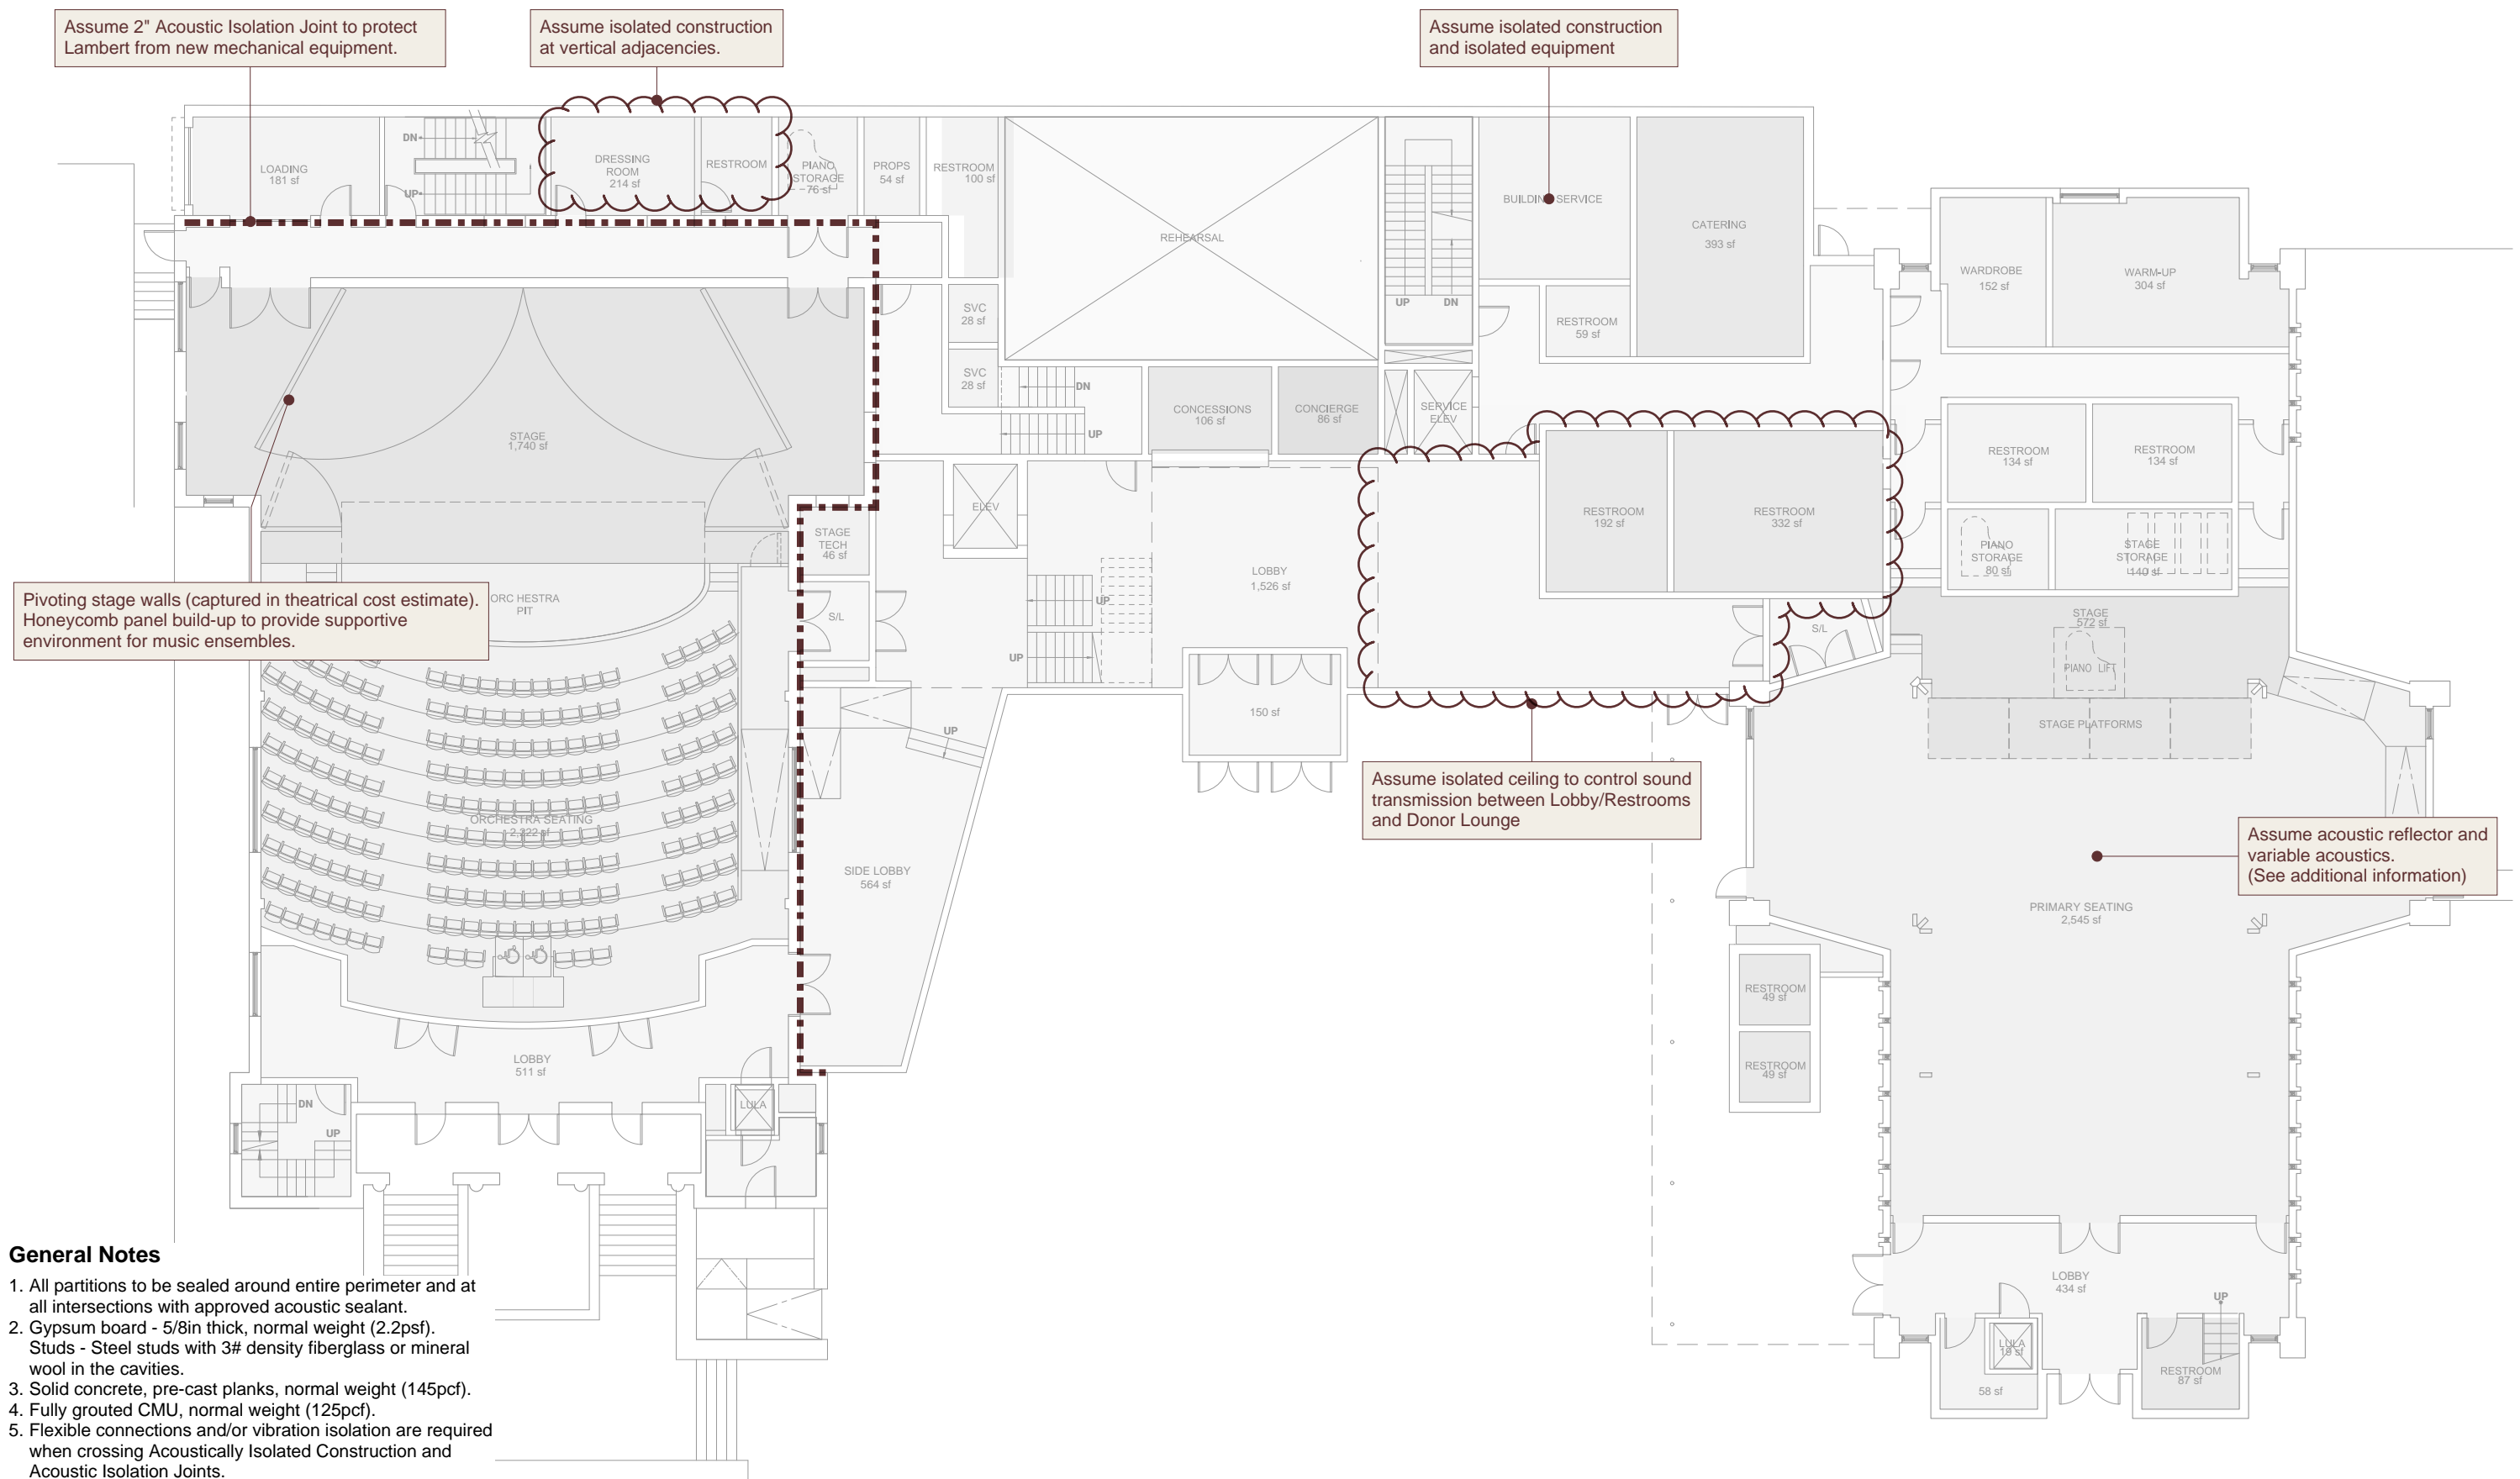 Assume 2" Acoustic Isolation Joint to protect
Lambert from new mechanical equipment.
Assume isolated construction
at vertical adjacencies.
Assume isolated construction
and isolated equipment
LOADING
181 sf
DN
UP
DRESSING
ROOM
214 sf
RESTROOM
PIANO
STORAGE
76 sf
PROPS
54 sf
RESTROOM
100 sf
REHEARSAL
UP
DN
BUILDING SERVICE
CATERING
393 sf
RESTROOM
59 sf
WARDROBE
152 sf
WARM-UP
304 sf
SVC
28 sf
SVC
28 sf
DN
UP
CONCESSIONS
106 sf
CONCIERGE
86 sf
SERVICE
ELEV
STAGE
1,740 sf
RESTROOM
134 sf
RESTROOM
134 sf
RESTROOM
192 sf
RESTROOM
332 sf
ELEV
STAGE
TECH
46 sf
PIANO
STORAGE
80 sf
STAGE
STORAGE
140 sf
LOBBY
1,526 sf
UP
UP
S/L
S/L
STAGE
572 sf
PIANO LIFT
STAGE PLATFORMS
Pivoting stage walls (captured in theatrical cost estimate).
Honeycomb panel build-up to provide supportive
environment for music ensembles.
ORCHESTRA
PIT
150 sf
UP
Assume isolated ceiling to control sound
transmission between Lobby/Restrooms
and Donor Lounge
Assume acoustic reflector and
variable acoustics.
(See additional information)
ORCHESTRA SEATING
2,222 sf
SIDE LOBBY
564 sf
PRIMARY SEATING
2,545 sf
RESTROOM
49 sf
RESTROOM
49 sf
LOBBY
511 sf
LULA
DN
UP
LOBBY
434 sf
UP
LULA
19 sf
58 sf
RESTROOM
87 sf
General Notes
1. All partitions to be sealed around entire perimeter and at
all intersections with approved acoustic sealant.
2. Gypsum board - 5/8in thick, normal weight (2.2psf).
Studs - Steel studs with 3# density fiberglass or mineral
wool in the cavities.
3. Solid concrete, pre-cast planks, normal weight (145pcf).
4. Fully grouted CMU, normal weight (125pcf).
5. Flexible connections and/or vibration isolation are required
when crossing Acoustically Isolated Construction and
Acoustic Isolation Joints.